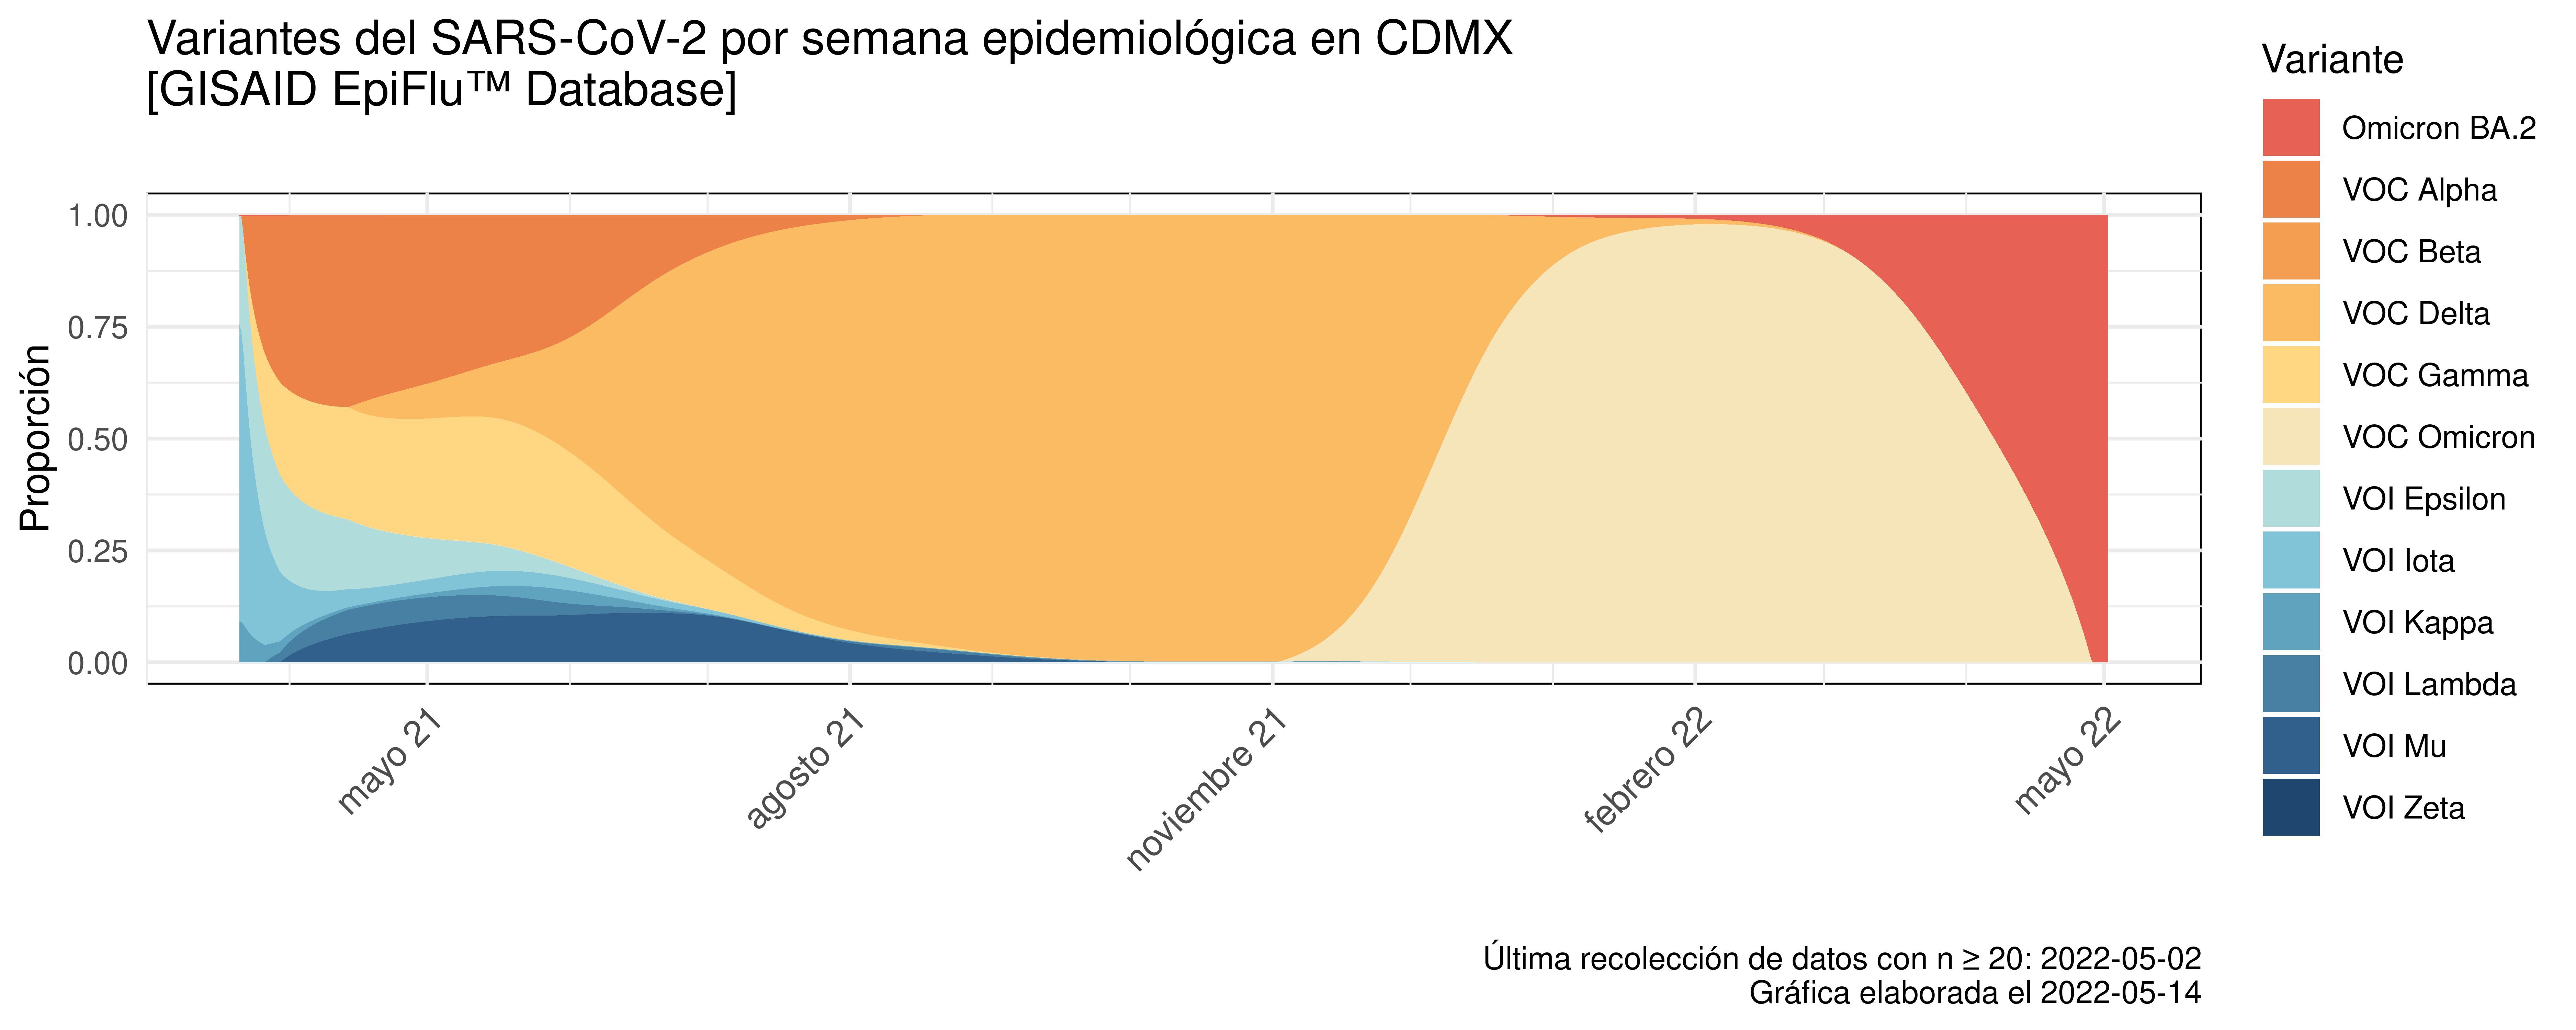 Variantes del SARS-CoV-2 por semana epidemiológica en CDMX
[GISAID EpiFlu™ Database]
Variante
Omicron BA.2
VOC Alpha
VOC Beta
VOC Delta
VOC Gamma
VOC Omicron
VOI Epsilon
VOI Iota
VOI Kappa
VOI Lambda
VOI Mu
VOI Zeta
Proporción
1.00
0.75
0.50
0.25
0.00
mayo 21
agosto 21
noviembre 21
febrero 22
mayo 22
Última recolección de datos con n ≥ 20: 2022-05-02
Gráfica elaborada el 2022-05-14